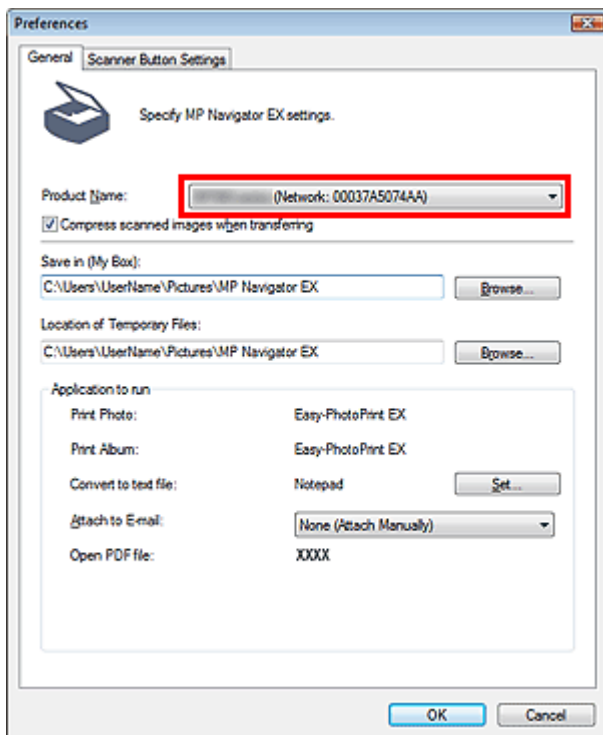 Preferences
General Scanner Button Settings
Specify MP Navigator EX settings.
Product Name: (Network: 00037A5074AA)
Compress scanned images when transferring
Save in (My Box):
C:\Users\UserName\Pictures\MP Navigator EX Browse...
Location of Temporary Files:
C:\Users\UserName\Pictures\MP Navigator EX Browse...
Application to run
Print Photo: Easy-PhotoPrint EX
Print Album: Easy-PhotoPrint EX
Convert to text file: Notepad Set...
Attach to E-mail: None (Attach Manually)
Open PDF file: XXXX
OK Cancel